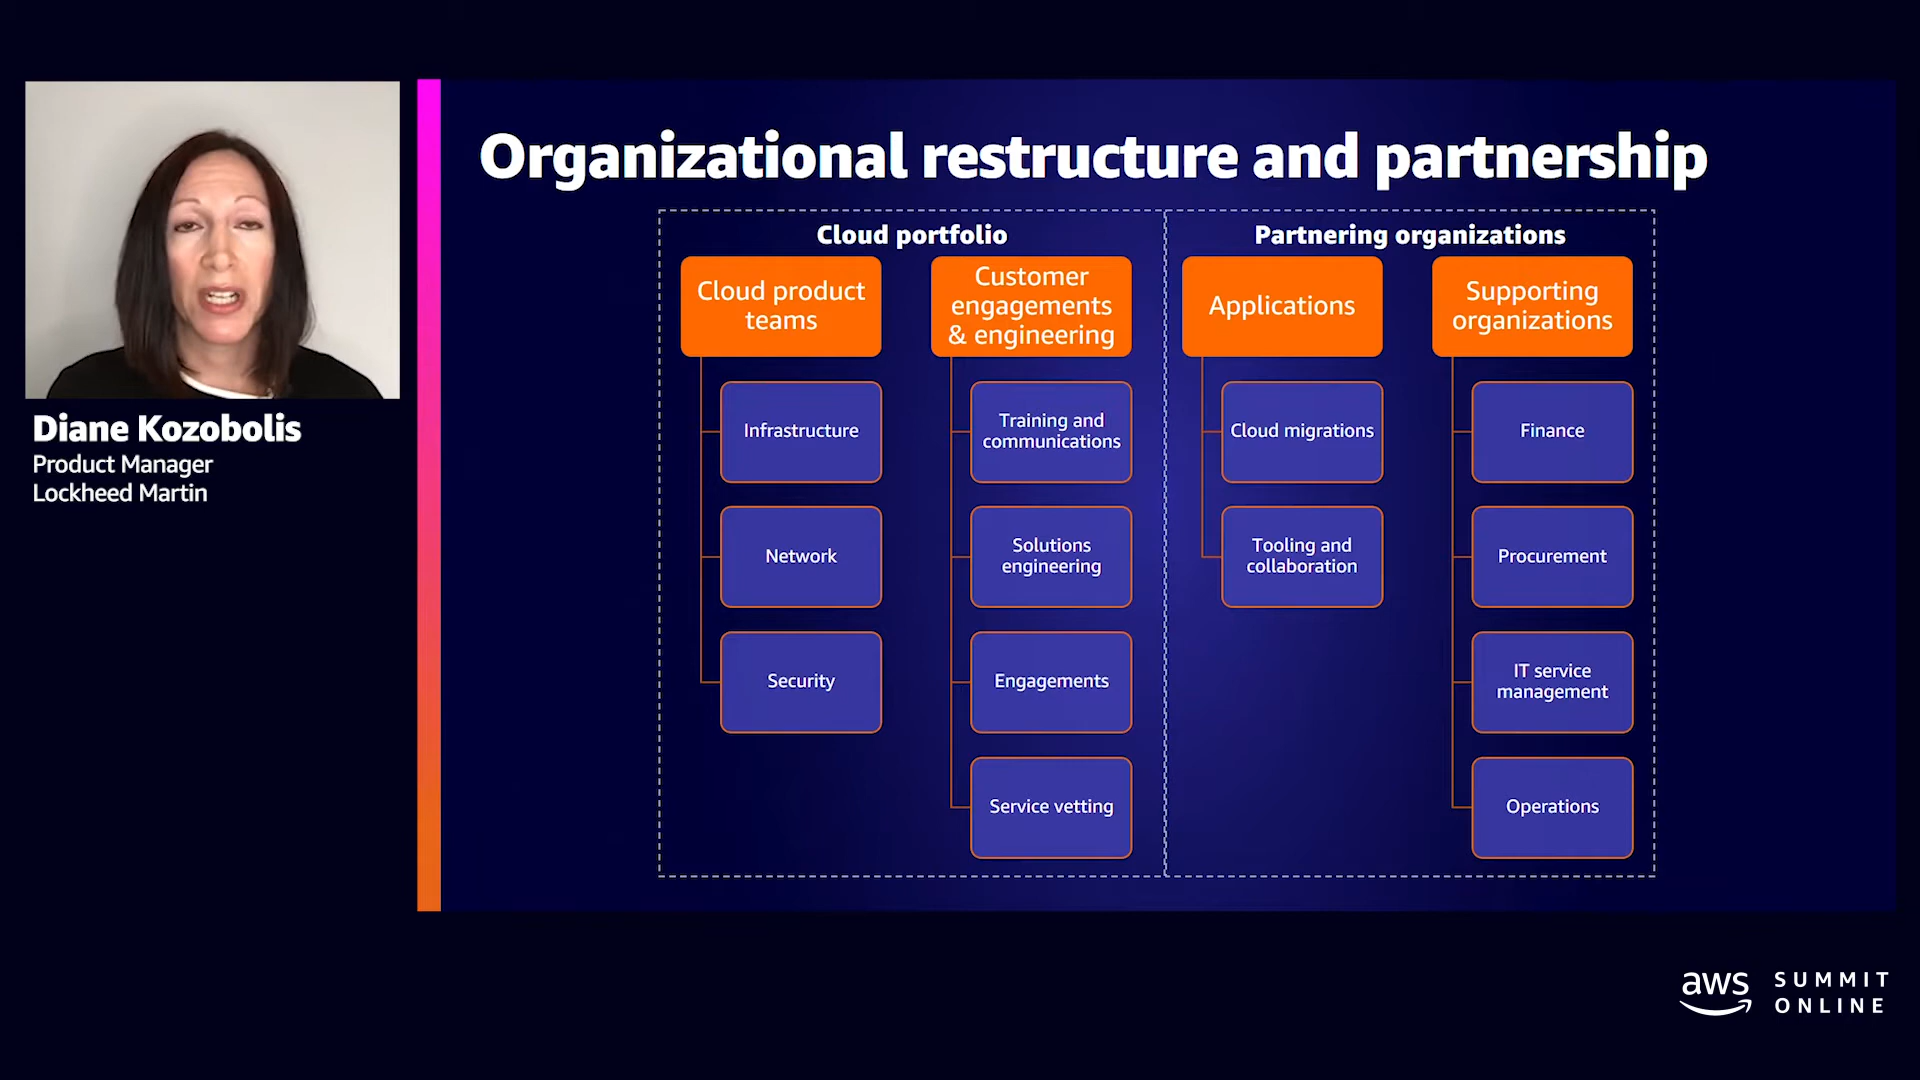 Organizational restructure and partnership
Cloud portfolio
Partnering organizations
Cloud product
teams
Infrastructure
Network
Security
Customer
engagements
& engineering
Training and
communications
Solutions
engineering
Engagements
Service vetting
Applications
Cloud migrations
Tooling and
collaboration
Supporting
organizations
Finance
Procurement
IT service
management
Operations
Diane Kozobolis
Product Manager
Lockheed Martin
aws
SUMMIT
ONLINE